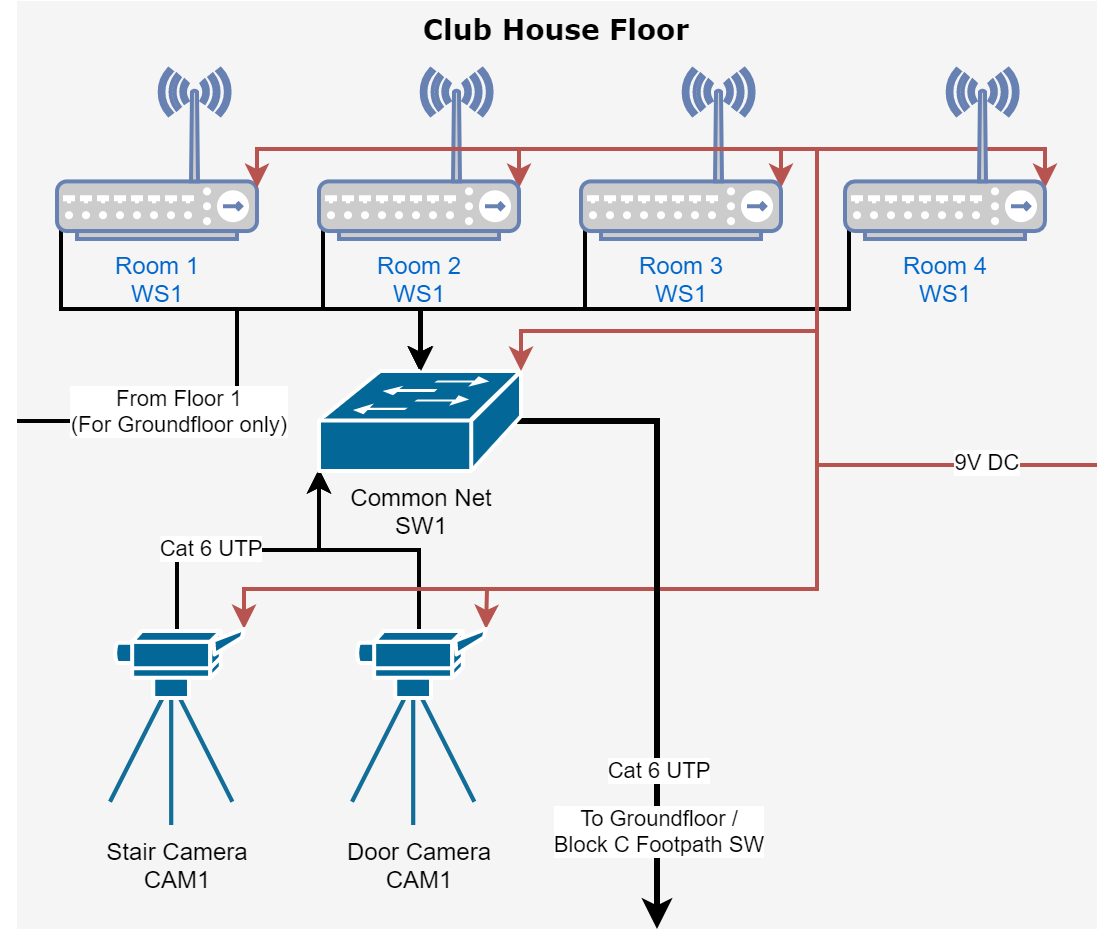 Club House Floor
Room 1
WS1
Room 2
WS1
Room 3
WS1
Room 4
WS1
From Floor 1
(For Groundfloor only)
9V DC
Common Net
SW1
Cat 6 UTP
Cat 6 UTP
To Groundfloor /
Block C Footpath SW
Stair Camera
CAM1
Door Camera
CAM1